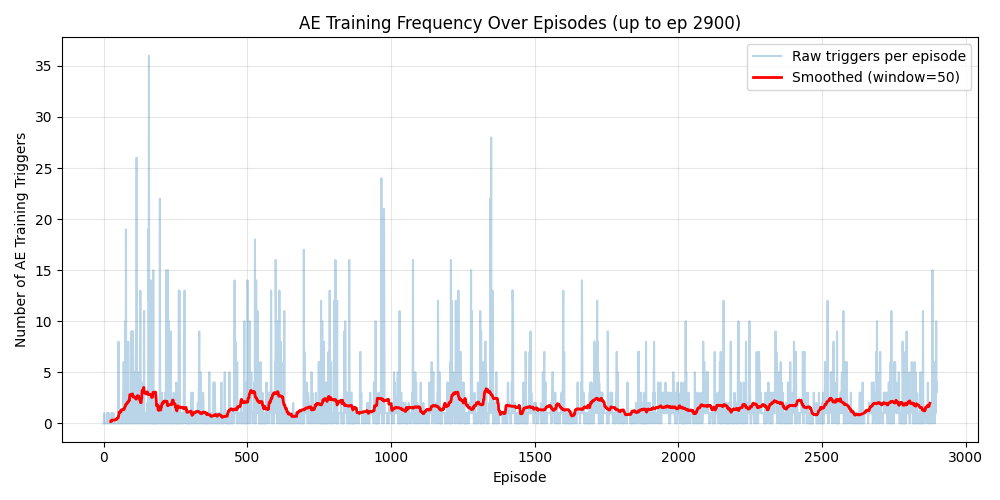 AE Training Frequency Over Episodes (up to ep 2900)
Raw triggers per episode
Smoothed (window=50)
Number of AE Training Triggers
35
30
25
20
15
10
5
0
0 500 1000 1500 2000 2500 3000
Episode